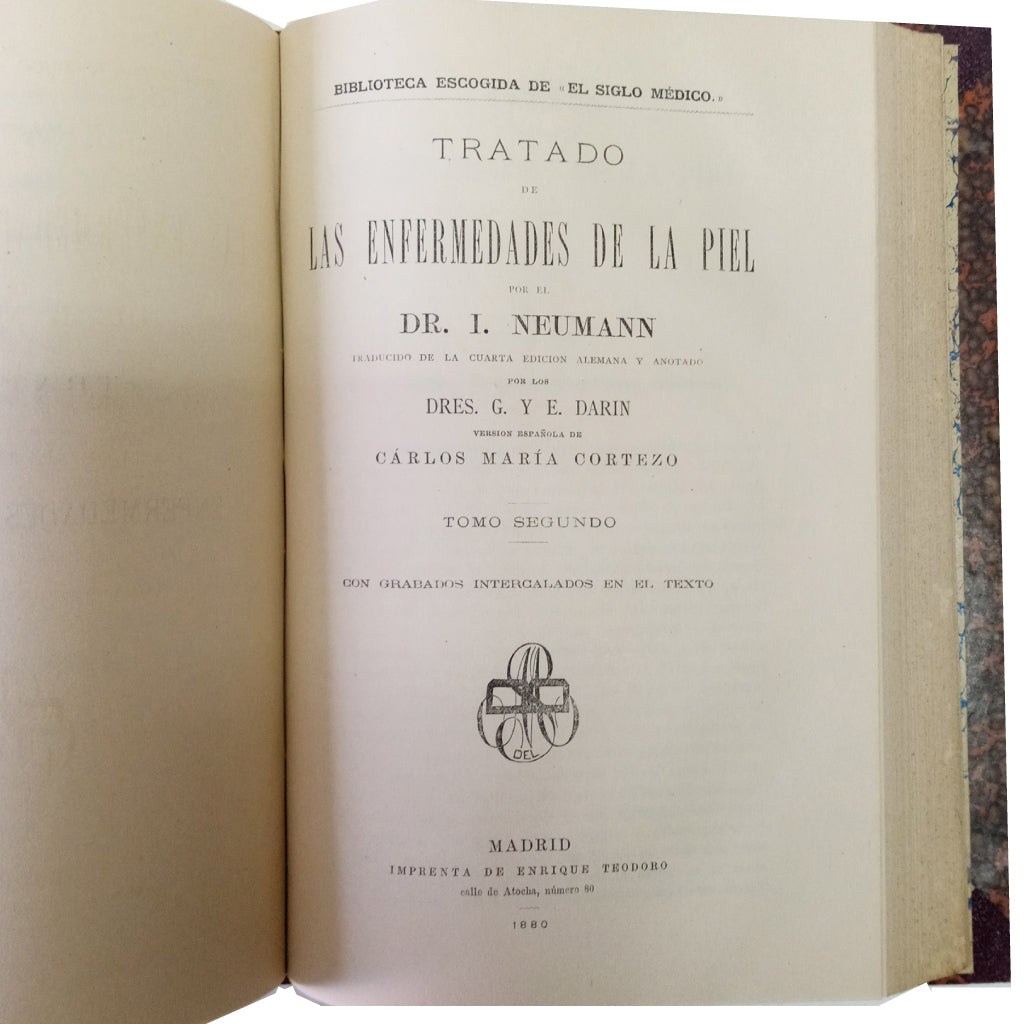 BIBLIOTECA ESCOGIDA DE «EL SIGLO MÉDICO.»
TRATADO
DE
LAS ENFERMEDADES DE LA PIEL
POR EL
DR. I. NEUMANN
TRADUCIDO DE LA CUARTA EDICION ALEMANA Y ANOTADO
POR LOS
DRES. G. Y E. DARIN
VERSION ESPAÑOLA DE
CÁRLOS MARÍA CORTEZO
TOMO SEGUNDO
CON GRABADOS INTERCALADOS EN EL TEXTO
DEL
MADRID
IMPRENTA DE ENRIQUE TEODORO
calle de Atocha, número 80
1880